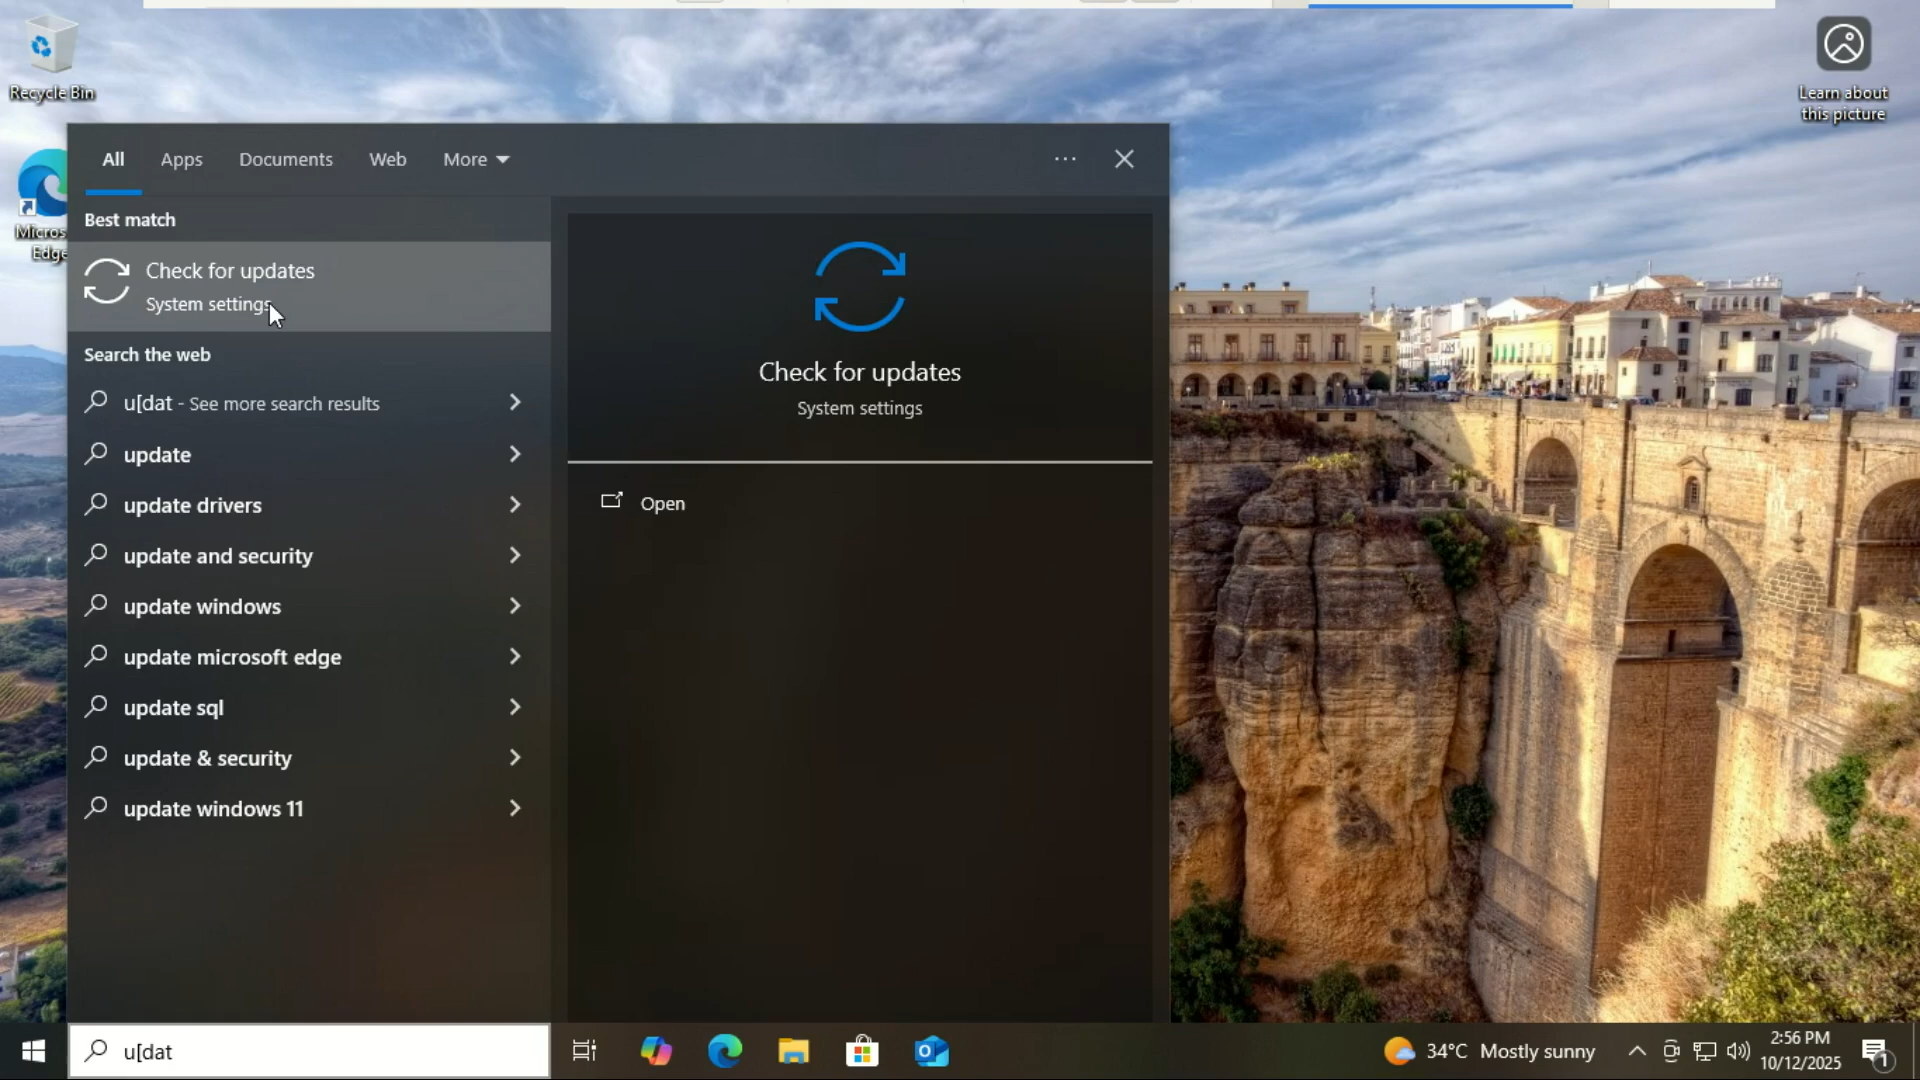 Recycle Bin
Learn about
this picture
Micros
Edge
All
Apps
Documents
Web
More
Best match
Check for updates
System settings
Search the web
u[dat - See more search results
update
update drivers
update and security
update windows
update microsoft edge
update sql
update & security
update windows 11
Check for updates
System settings
Open
u[dat
34°C Mostly sunny
2:56 PM
10/12/2025
1